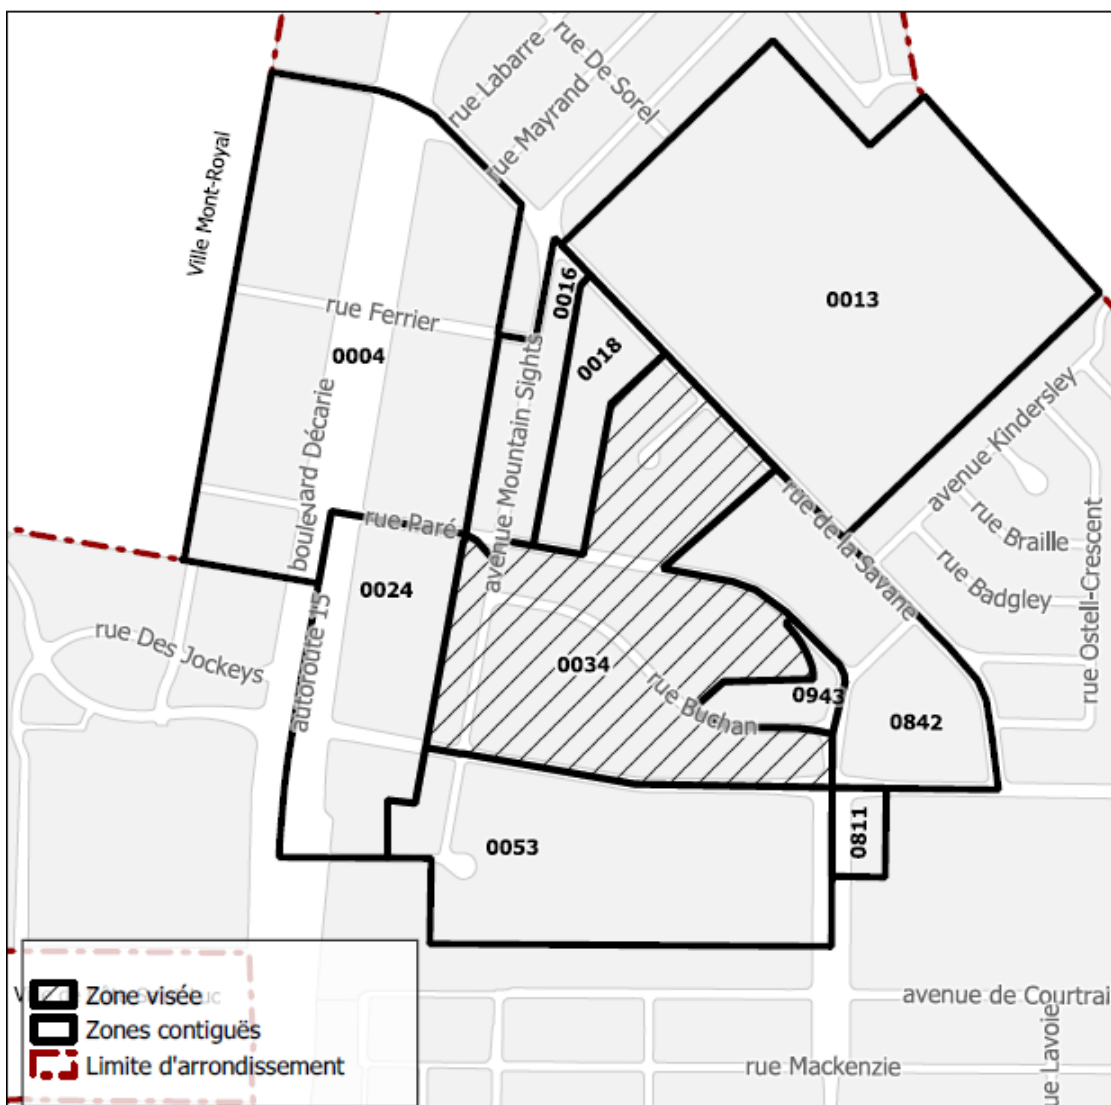 rue Labarre
rue De Sorel
rue Mayrand
Ville Mont-Royal
0016
0013
rue Ferrier
0004
0018
avenue Mountain Sights
avenue Kindersley
boulevard Décarie
rue Paré
rue de la Savane
rue Braille
rue Ostell-Crescent
0024
rue Badgley
rue Des Jockeys
autoroute 15
0034
rue Buchan
0943
0842
0053
0811
Zone visée
Zones contiguës
Limite d'arrondissement
avenue de Courtrai
rue Mackenzie
ue Lavoie